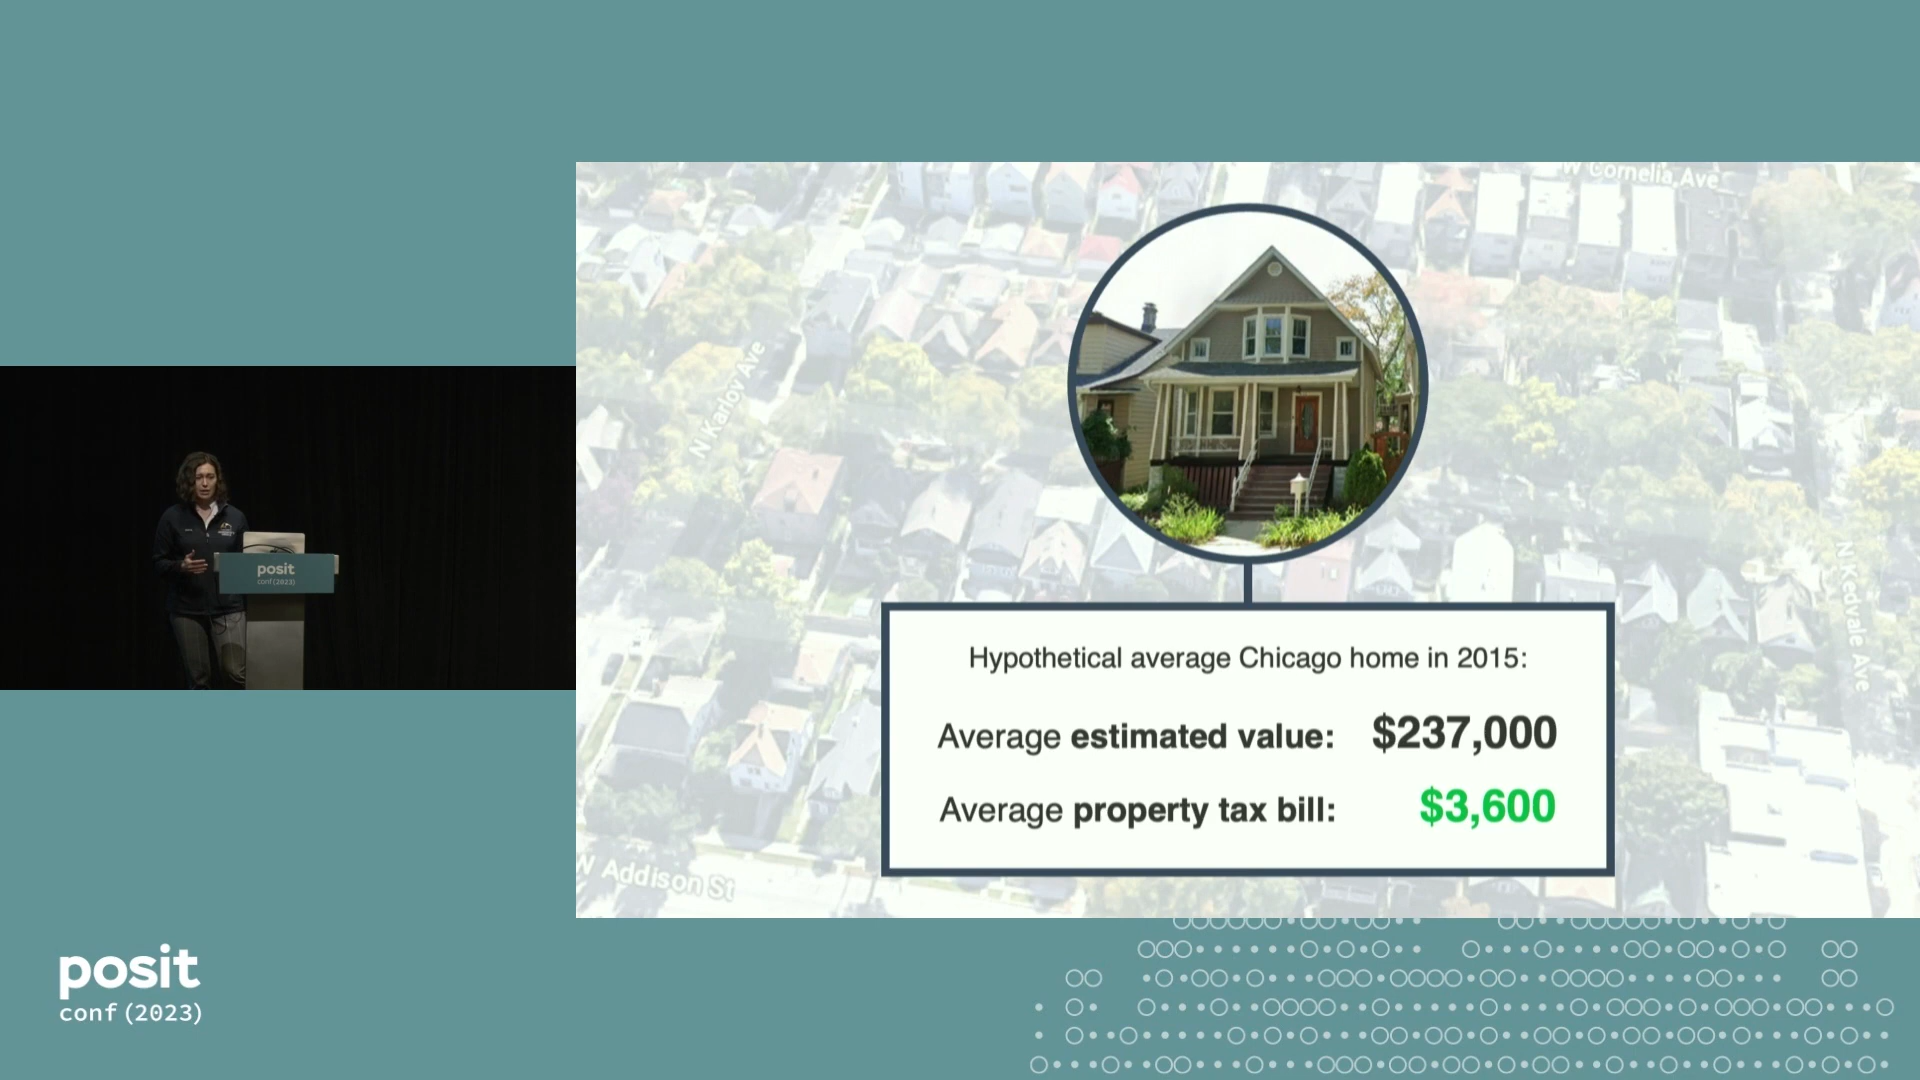 W Cornelia Ave
N Karlov Ave
N Kedvale Ave
Hypothetical average Chicago home in 2015:
Average estimated value: $237,000
Average property tax bill: $3,600
W Addison St
posit
conf(2023)
posit
conf(2023)